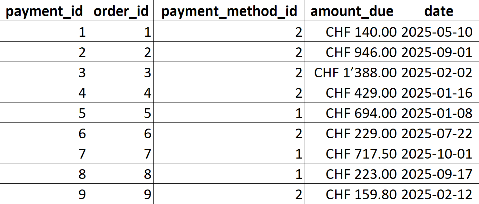 payment_id order_id payment_method_id amount_due date
1 1 2 CHF 140.00 2025-05-10
2 2 2 CHF 946.00 2025-09-01
3 3 2 CHF 1’388.00 2025-02-02
4 4 2 CHF 429.00 2025-01-16
5 5 1 CHF 694.00 2025-01-08
6 6 2 CHF 229.00 2025-07-22
7 7 1 CHF 717.50 2025-10-01
8 8 1 CHF 223.00 2025-09-17
9 9 2 CHF 159.80 2025-02-12